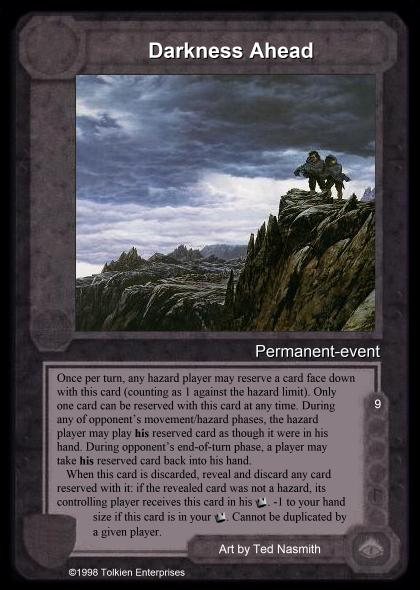 Darkness Ahead
Permanent-event
Once per turn, any hazard player may reserve a card face down
with this card (counting as 1 against the hazard limit). Only
one card can be reserved with this card at any time. During
any of opponent's movement/hazard phases, the hazard
player may play his reserved card as though it were in his
hand. During opponent's end-of-turn phase, a player may
take his reserved card back into his hand.
When this card is discarded, reveal and discard any card
reserved with it: if the revealed card was not a hazard, its
controlling player receives this card in his . -1 to your hand
size if this card is in your . Cannot be duplicated by
a given player.
9
Art by Ted Nasmith
©1998 Tolkien Enterprises